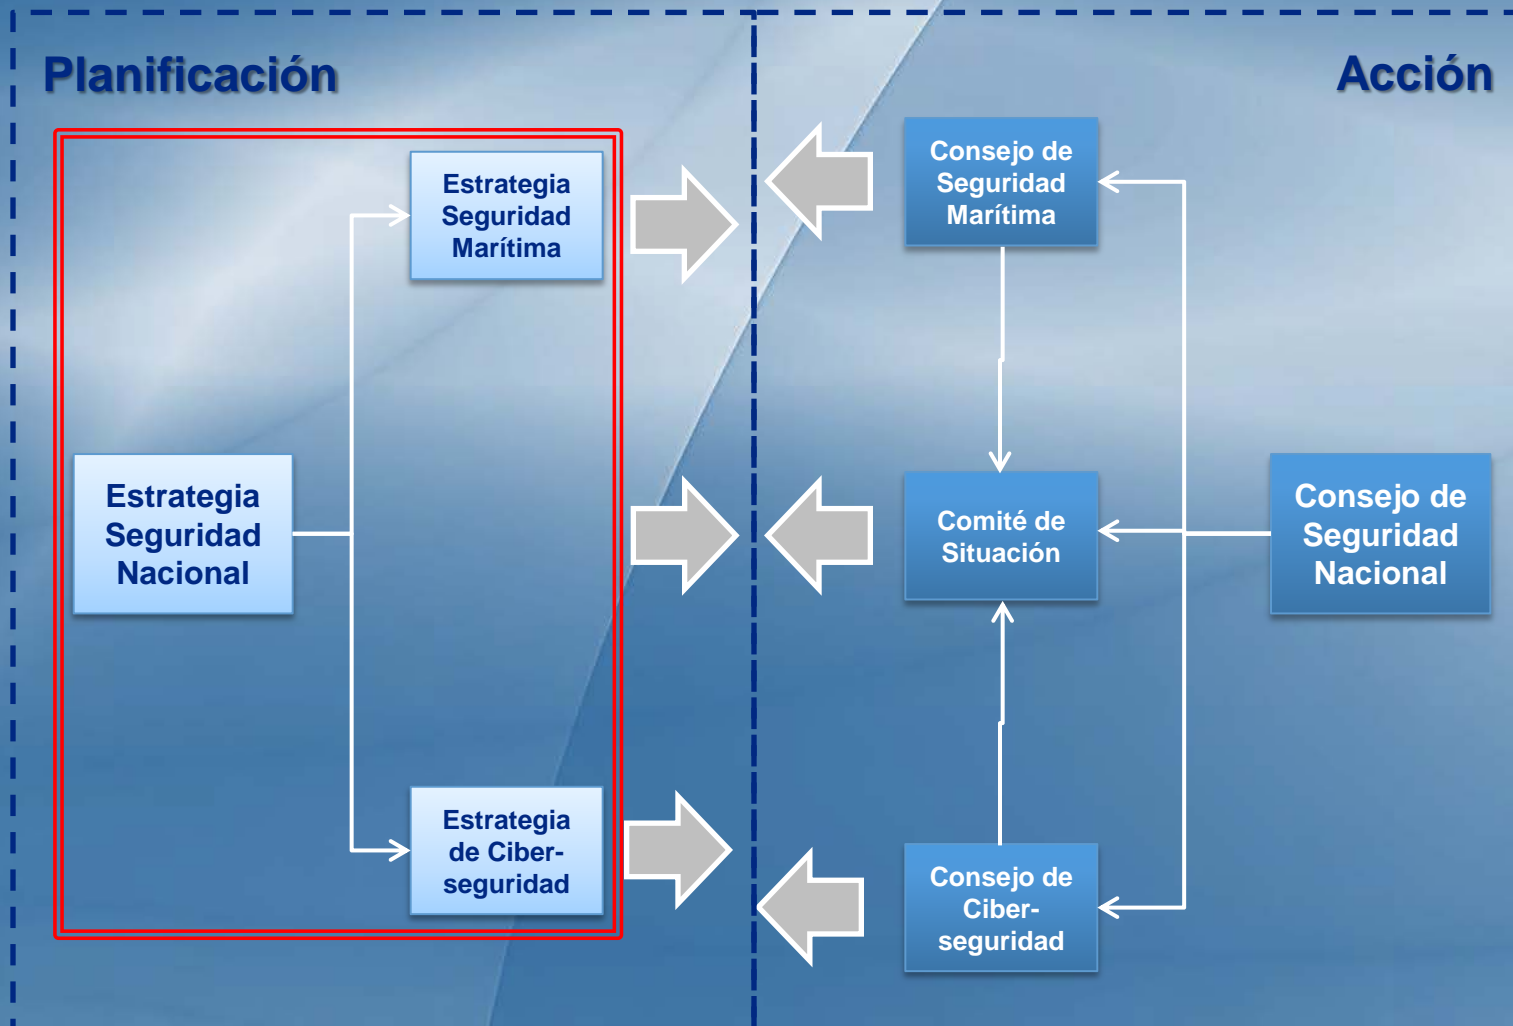 Planificación
Acción
Estrategia
Seguridad
Marítima
Estrategia
Seguridad
Nacional
Estrategia
de Ciber-
seguridad
Consejo de
Seguridad
Marítima
Comité de
Situación
Consejo de
Ciber-
seguridad
Consejo de
Seguridad
Nacional